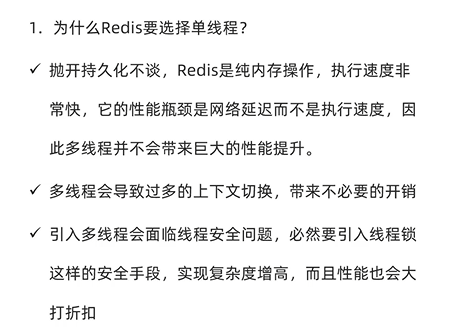 1. 为什么Redis要选择单线程？
✓ 抛开持久化不谈，Redis是纯内存操作，执行速度非
常快，它的性能瓶颈是网络延迟而不是执行速度，因
此多线程并不会带来巨大的性能提升。
✓ 多线程会导致过多的上下文切换，带来不必要的开销
✓ 引入多线程会面临线程安全问题，必然要引入线程锁
这样的安全手段，实现复杂度增高，而且性能也会大
打折扣